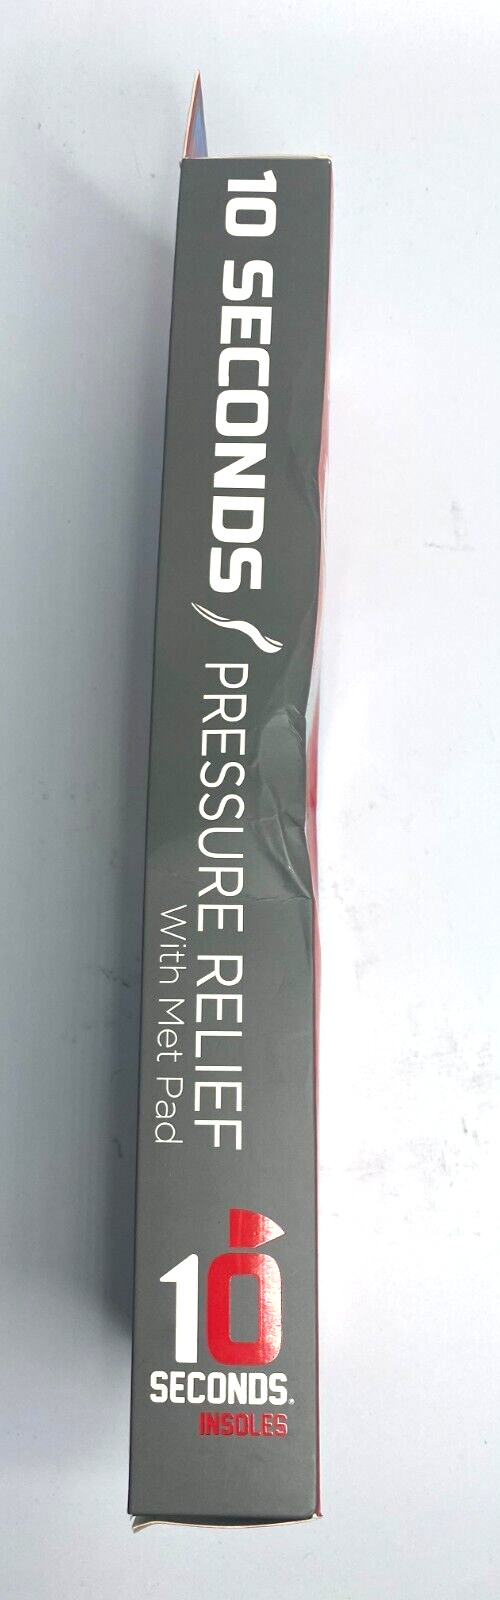 10 SECONDS
PRESSURE RELIEF
With Met Pad
10
SECONDS®
INSOLES